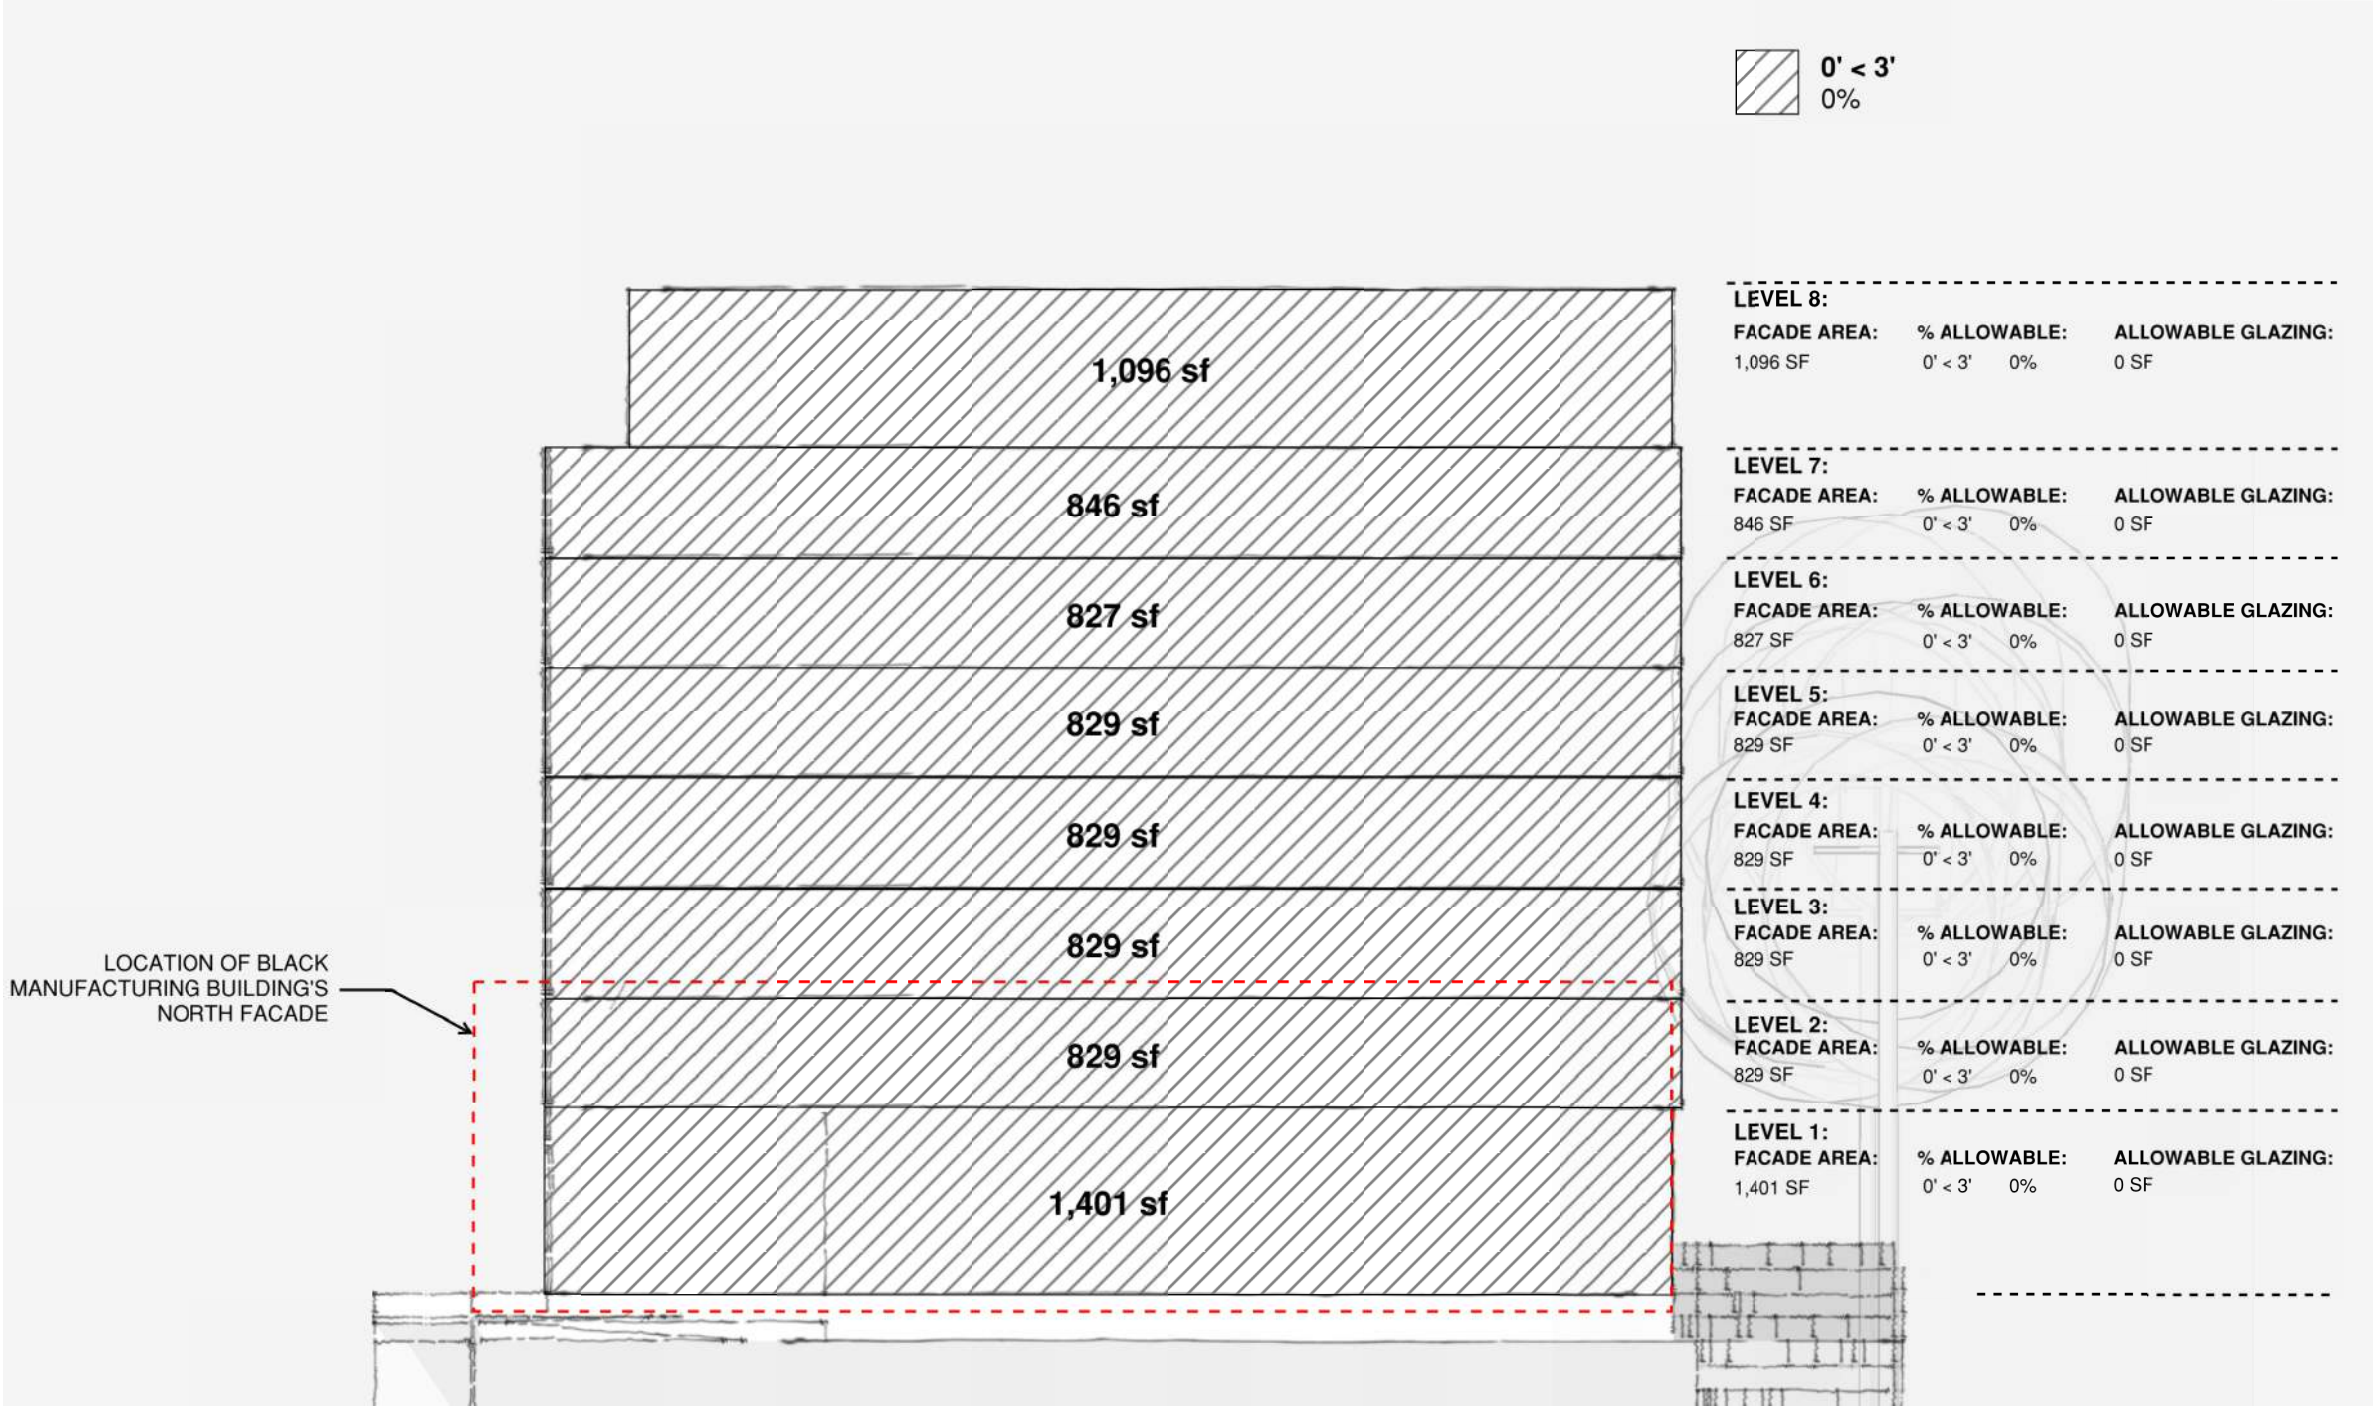 0' < 3'
0%
1,096 sf
846 sf
827 sf
829 sf
829 sf
829 sf
829 sf
1,401 sf
LOCATION OF BLACK
MANUFACTURING BUILDING'S
NORTH FACADE
LEVEL 8:
FACADE AREA: % ALLOWABLE: ALLOWABLE GLAZING:
1,096 SF 0' < 3' 0% 0 SF
LEVEL 7:
FACADE AREA: % ALLOWABLE: ALLOWABLE GLAZING:
846 SF 0' < 3' 0% 0 SF
LEVEL 6:
FACADE AREA: % ALLOWABLE: ALLOWABLE GLAZING:
827 SF 0' < 3' 0% 0 SF
LEVEL 5:
FACADE AREA: % ALLOWABLE: ALLOWABLE GLAZING:
829 SF 0' < 3' 0% 0 SF
LEVEL 4:
FACADE AREA: % ALLOWABLE: ALLOWABLE GLAZING:
829 SF 0' < 3' 0% 0 SF
LEVEL 3:
FACADE AREA: % ALLOWABLE: ALLOWABLE GLAZING:
829 SF 0' < 3' 0% 0 SF
LEVEL 2:
FACADE AREA: % ALLOWABLE: ALLOWABLE GLAZING:
829 SF 0' < 3' 0% 0 SF
LEVEL 1:
FACADE AREA: % ALLOWABLE: ALLOWABLE GLAZING:
1,401 SF 0' < 3' 0% 0 SF